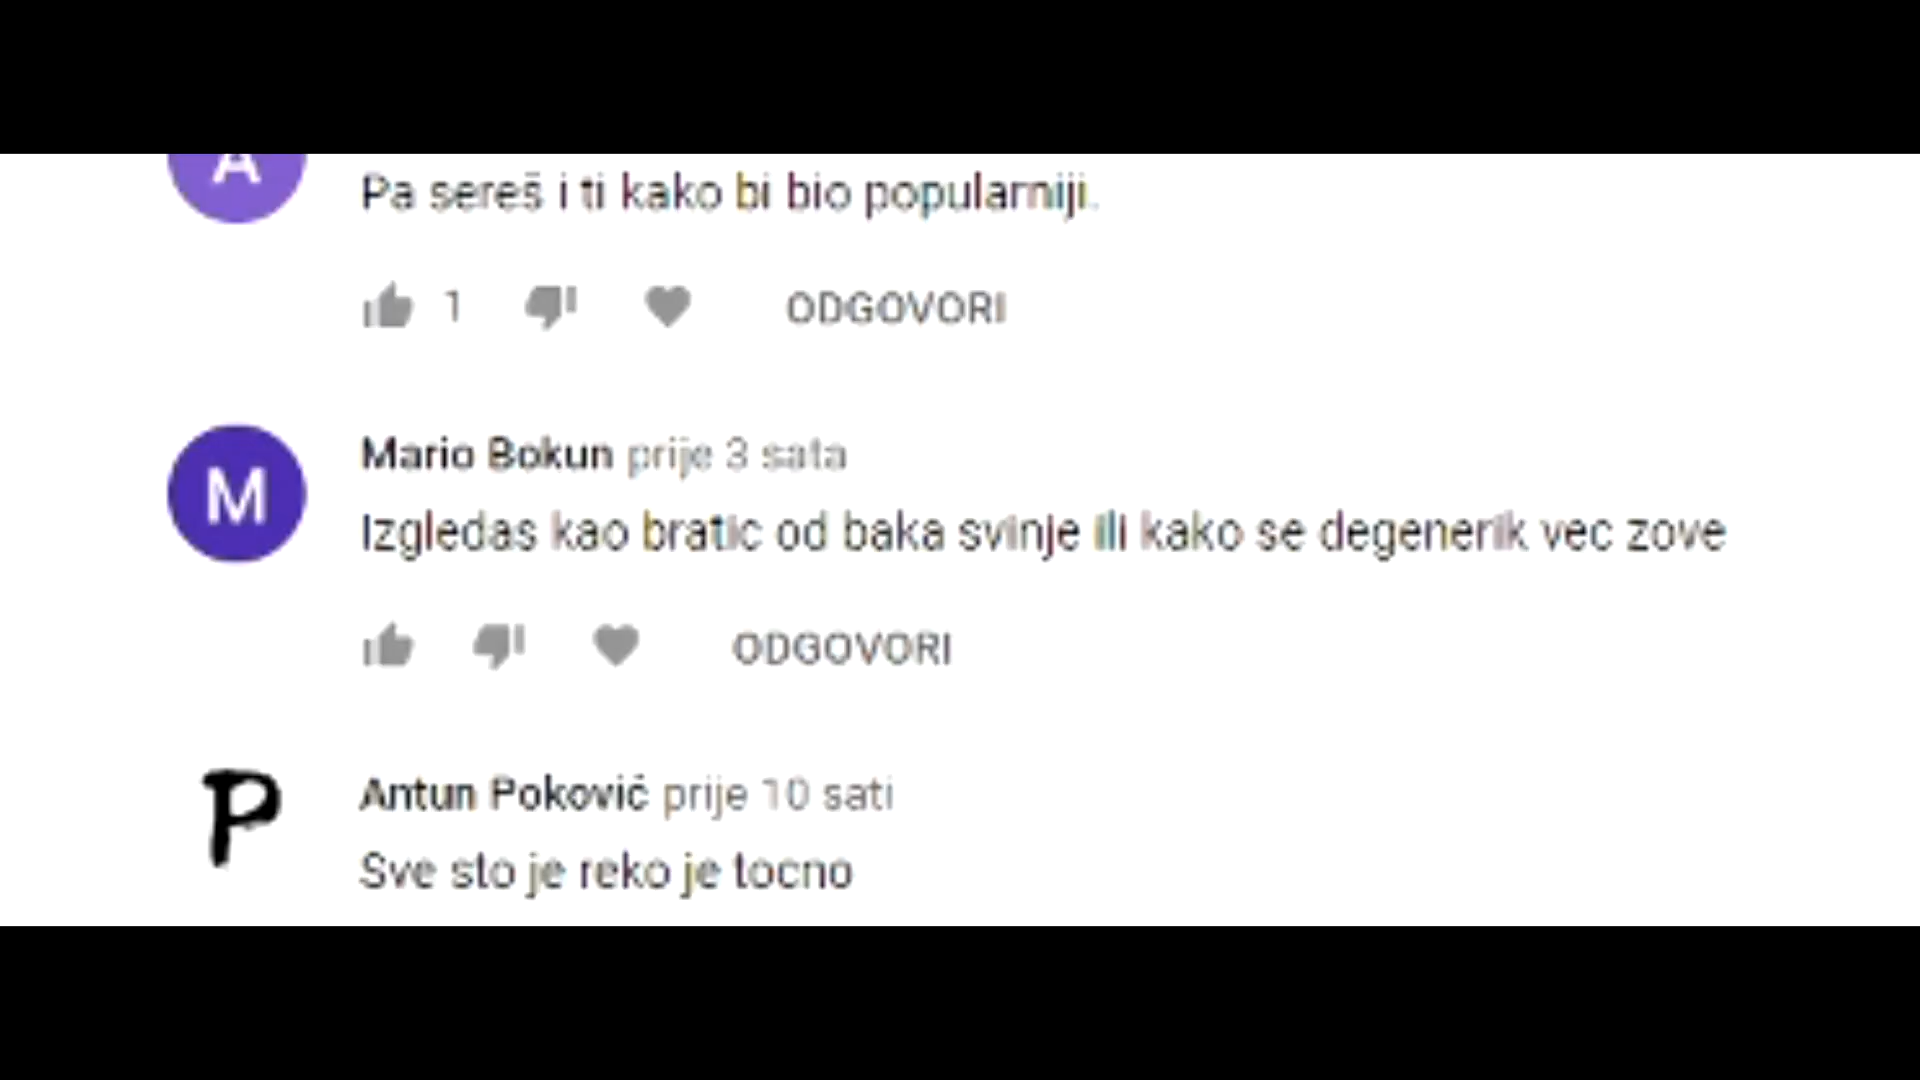 A
Pa sereš i ti kako bi bio popularniji.
1 ODGOVORI
M
Mario Bokun prije 3 sata
Izgledas kao bratic od baka svinje ili kako se degenerik vec zove
ODGOVORI
P
Antun Poković prije 10 sati
Sve sto je reko je tocno